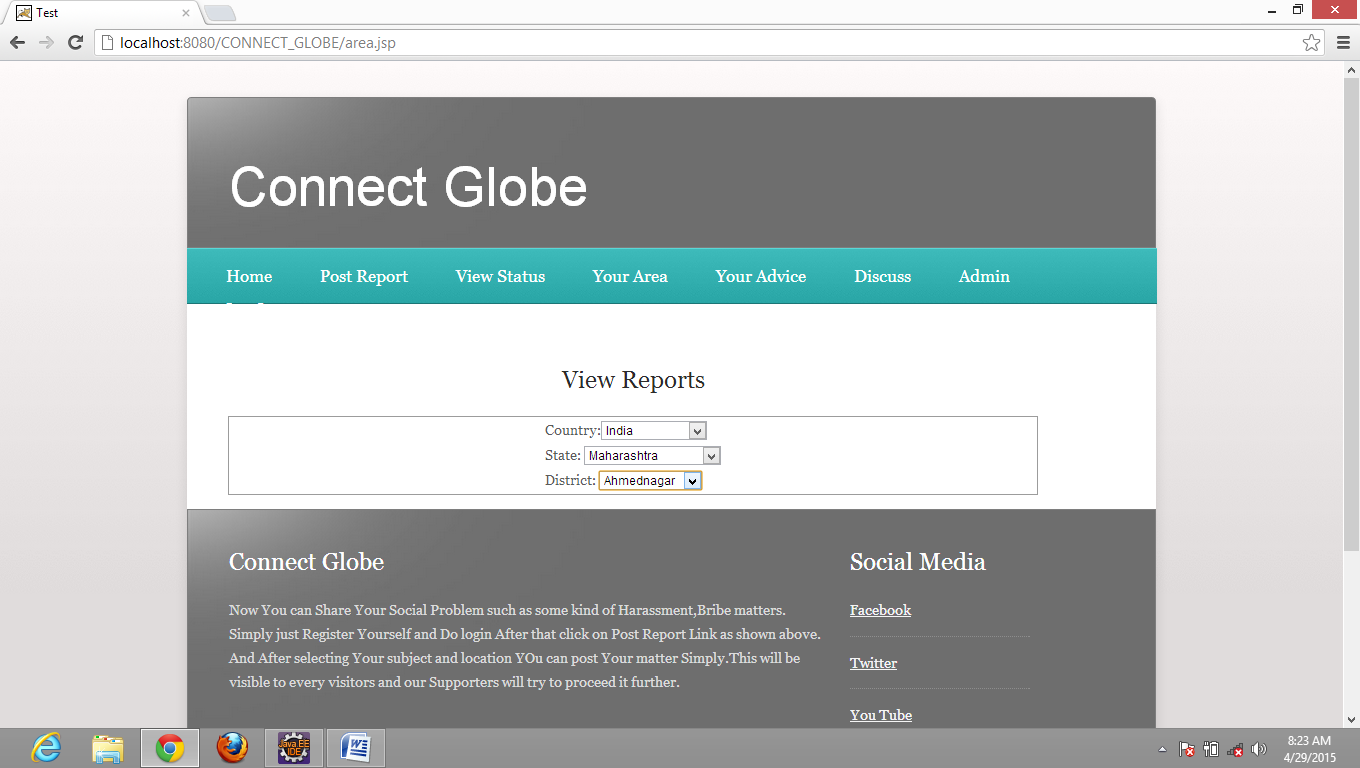 Test
localhost:8080/CONNECT_GLOBE/area.jsp
Connect Globe
Home Post Report View Status Your Area Your Advice Discuss Admin
View Reports
Country: India
State: Maharashtra
District: Ahmednagar
Connect Globe
Now You can Share Your Social Problem such as some kind of Harassment,Bribe matters.
Simply just Register Yourself and Do login After that click on Post Report Link as shown above.
And After selecting Your subject and location YOu can post Your matter Simply.This will be
visible to every visitors and our Supporters will try to proceed it further.
Social Media
Facebook
Twitter
You Tube
Java EE
IDE
8:23 AM
4/29/2015